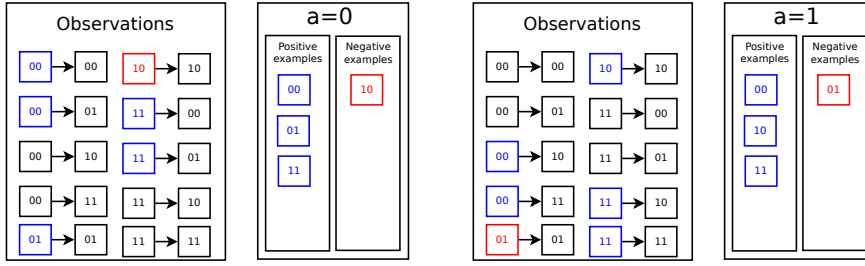 Observations
00 00 10 10
00 01 11 00
00 10 11 01
00 11 11 10
01 01 11 11
a=0
Positive Negative
examples examples
00 10
01
11
Observations
00 00 10 10
00 01 11 00
00 10 11 01
00 11 11 10
01 01 11 11
a=1
Positive Negative
examples examples
00 01
10
11